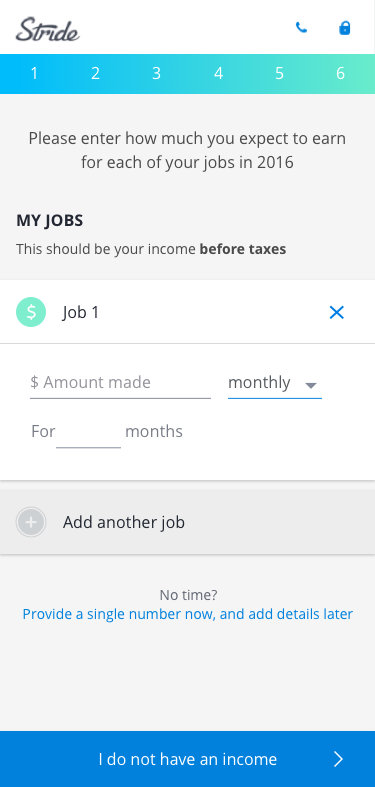 Stride
1 2 3 4 5 6
Please enter how much you expect to earn
for each of your jobs in 2016
MY JOBS
This should be your income before taxes
$ Job 1
$ Amount made monthly
For months
Add another job
No time?
Provide a single number now, and add details later
I do not have an income